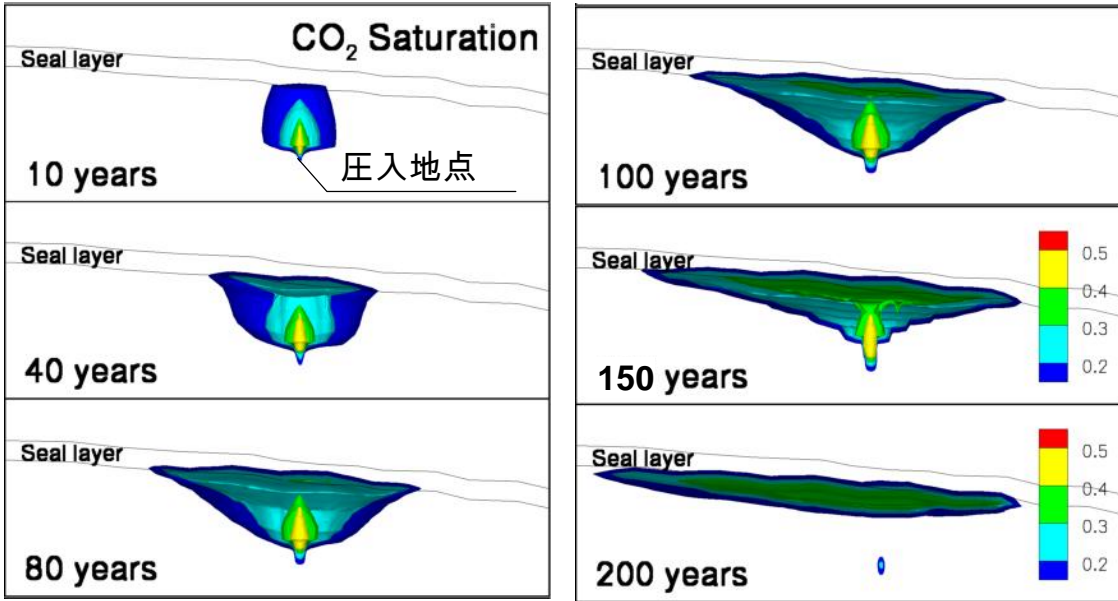 CO₂ Saturation
Seal layer
圧入地点
10 years
Seal layer
40 years
Seal layer
80 years
Seal layer
100 years
Seal layer
0.5
0.4
0.3
0.2
150 years
Seal layer
0.5
0.4
0.3
0.2
200 years